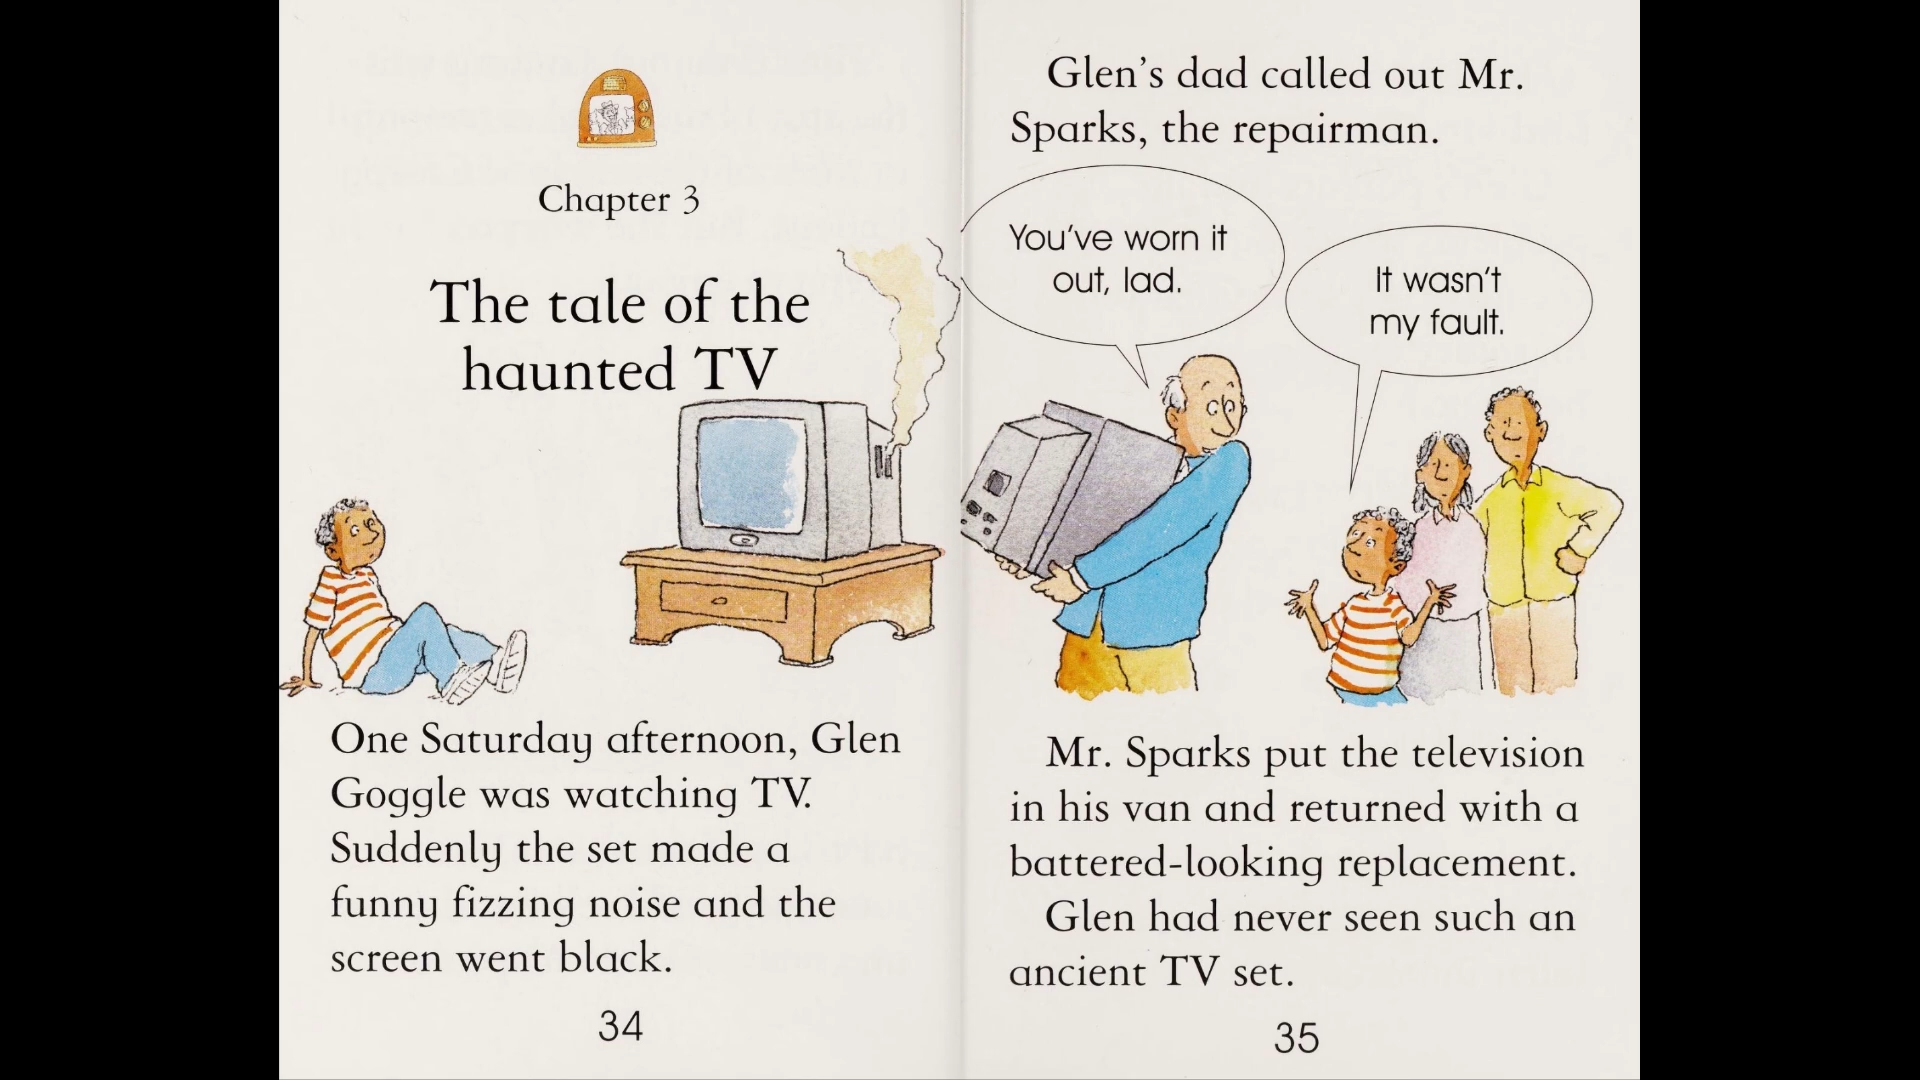 Chapter 3
The tale of the
haunted TV
One Saturday afternoon, Glen
Goggle was watching TV.
Suddenly the set made a
funny fizzing noise and the
screen went black.
34
Glen's dad called out Mr.
Sparks, the repairman.
You've worn it
out, lad.
It wasn't
my fault.
Mr. Sparks put the television
in his van and returned with a
battered-looking replacement.
Glen had never seen such an
ancient TV set.
35